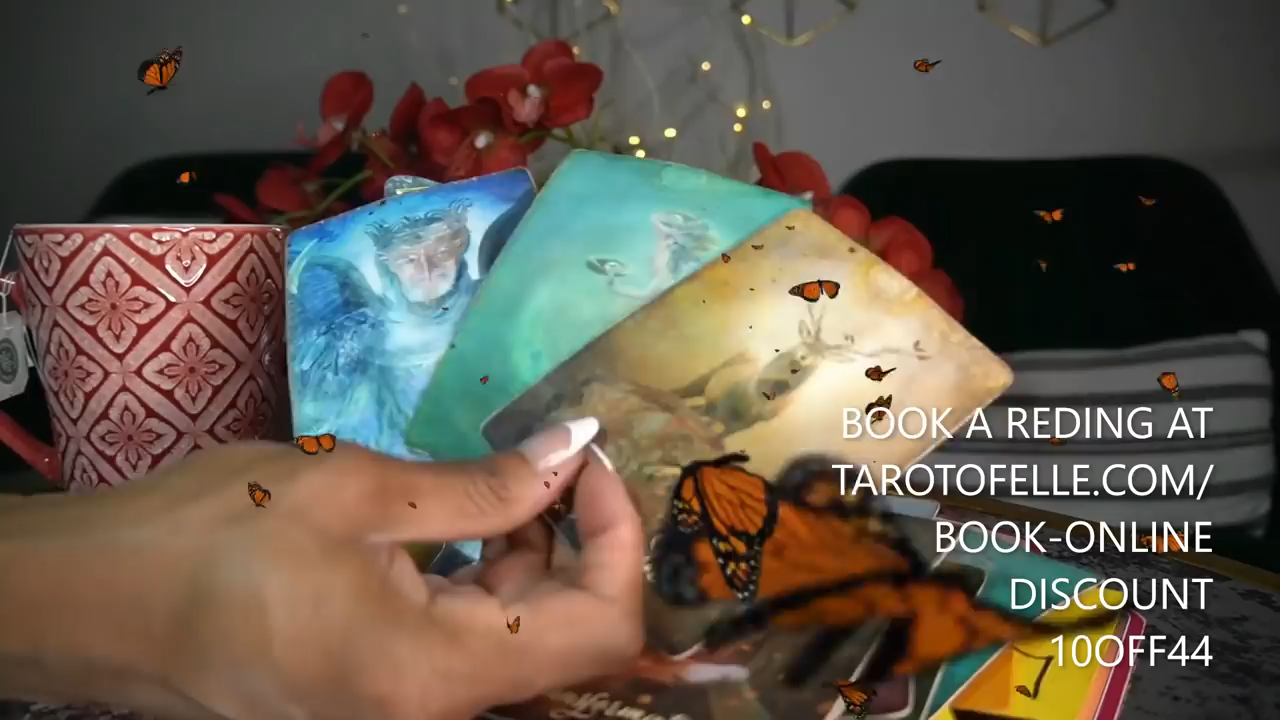 BOOK A REDING AT
TAROTOFELLE.COM/
BOOK-ONLINE
DISCOUNT
10OFF44